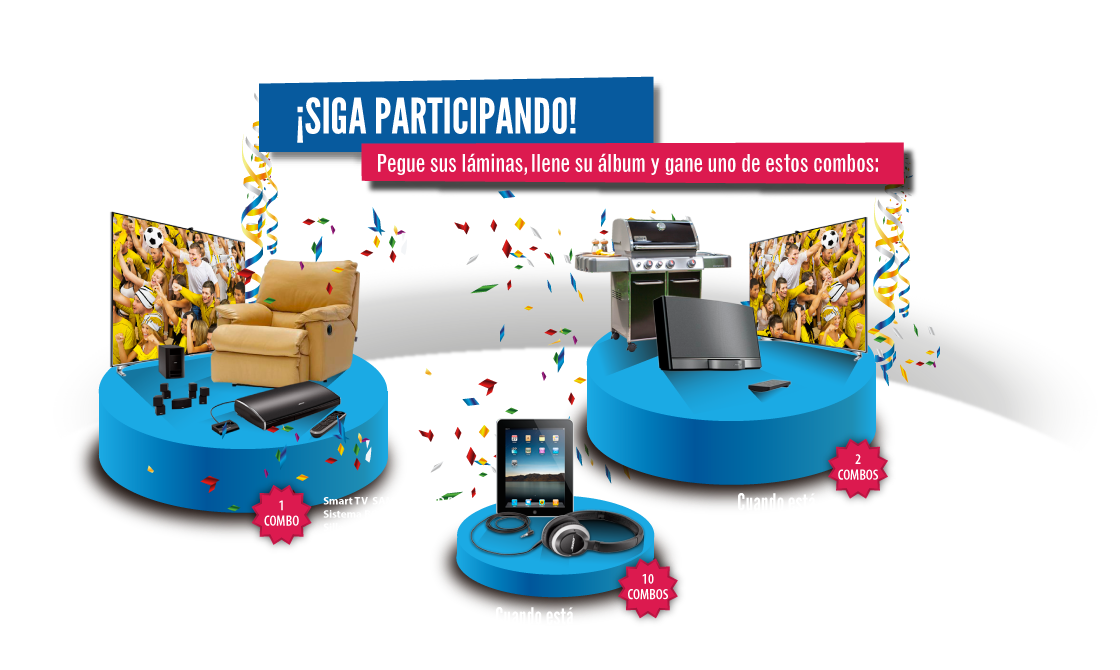 ¡SIGA PARTICIPANDO!
Pegue sus láminas, llene su álbum y gane uno de estos combos:
1
COMBO
Smart TV
Sistema
2
COMBOS
Cuando está
10
COMBOS
Cuando está